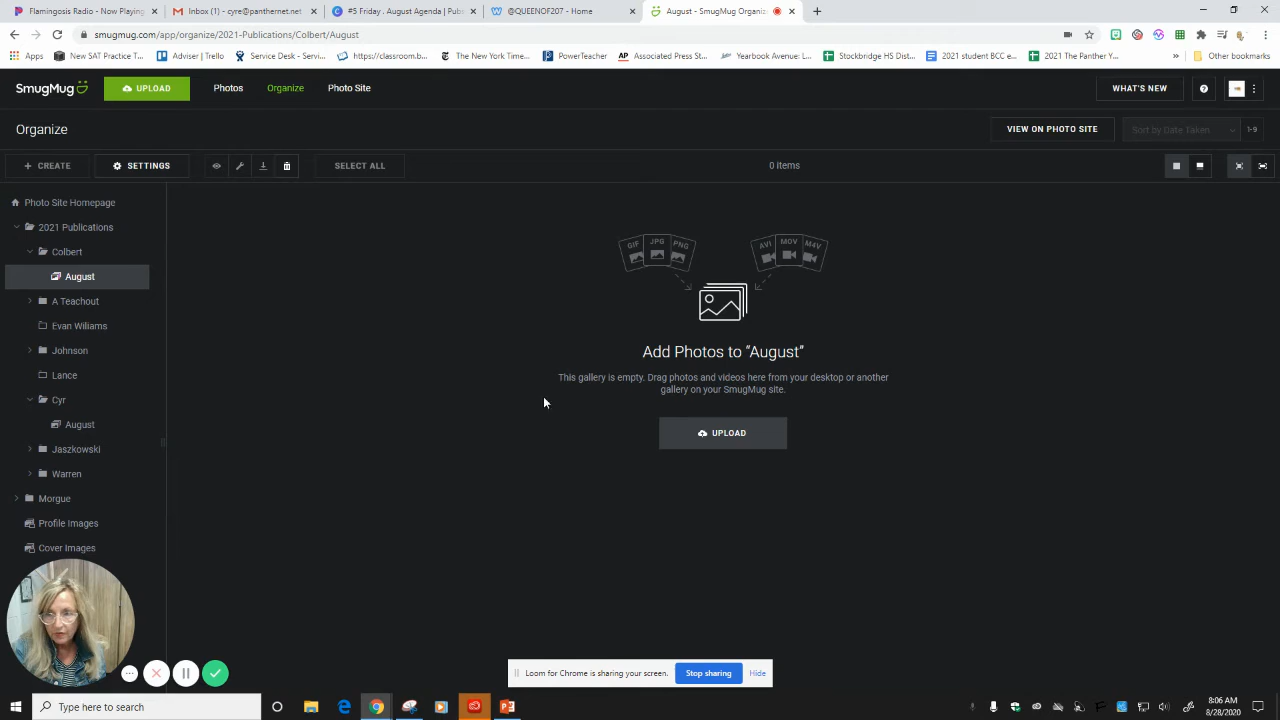 Flamingosis Radio - Now Playing
Inbox (10) - cyre@panthernet.net
#5 Friday . August Agenda | Pub
@QUEENOF207 - Home
August - SmugMug Organiz
smugmug.com/app/organize/2021-Publications/Colbert/August
Apps
New SAT Practice T...
Adviser | Trello
Service Desk - Servi...
https://classroom.b...
The New York Time...
PowerTeacher
AP Associated Press St...
Yearbook Avenue: L...
Stockbridge HS Dist...
2021 student BCC e...
2021 The Panther Y...
»
Other bookmarks
SmugMug
UPLOAD
Photos
Organize
Photo Site
WHAT'S NEW
Organize
VIEW ON PHOTO SITE
Sort by Date Taken
1-9
+ CREATE
SETTINGS
SELECT ALL
0 items
Photo Site Homepage
2021 Publications
Colbert
August
A Teachout
Evan Wiliams
Johnson
Lance
Cyr
August
Jaszkowski
Warren
Morgue
Profile Images
Cover Images
GIF JPG PNG
AVI MOV M4V
Add Photos to “August”
This gallery is empty. Drag photos and videos here from your desktop or another
gallery on your SmugMug site.
UPLOAD
Loom for Chrome is sharing your screen.
Stop sharing
Hide
Type here to search
8:06 AM
8/28/2020